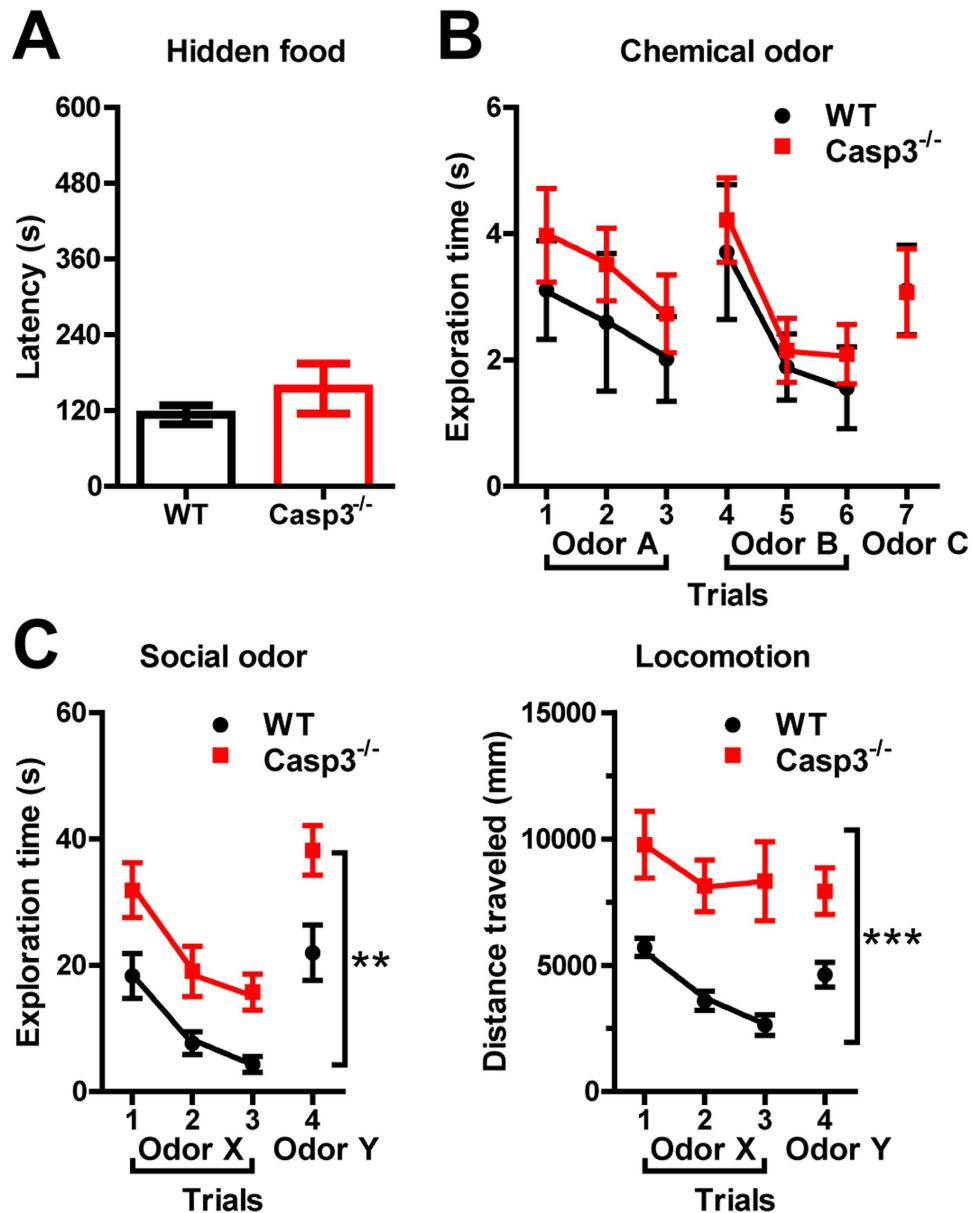 A
Hidden food
600
480
360
240
120
0
Latency (s)
WT
Casp3-/-
B
Chemical odor
6
4
2
0
Exploration time (s)
WT
Casp3-/-
1 2 3 4 5 6 7
Odor A Odor B Odor C
Trials
C
Social odor
60
40
20
0
Exploration time (s)
WT
Casp3-/-
**
1 2 3 4
Odor X Odor Y
Trials
Locomotion
15000
10000
5000
0
Distance traveled (mm)
WT
Casp3-/-
***
1 2 3 4
Odor X Odor Y
Trials